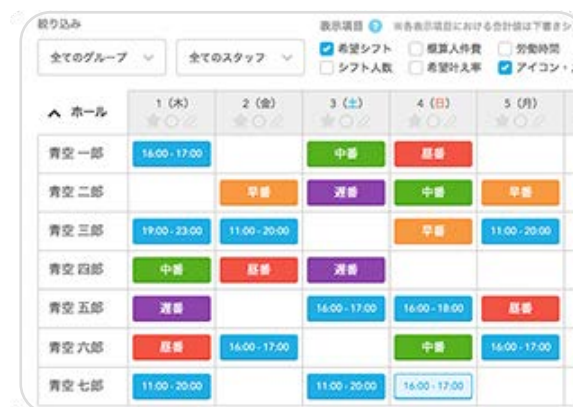 絞り込み
表示項目 ? ※各表示項目における合計値は下書きシ
全てのグループ 全てのスタッフ
希望シフト 概算人件費 労働時間
シフト人数 希望叶え率 アイコン・
ホール 1 (木) 2 (金) 3 (土) 4 (日) 5 (月)
青空 一郎 16:00 - 17:00 中番 昼番
青空 二郎 早番 遅番 中番 早番
青空 三郎 19:00 - 23:00 11:00 - 20:00 早番 11:00 - 20:00
青空 四郎 中番 昼番 遅番
青空 五郎 遅番 16:00 - 17:00 16:00 - 18:00 昼番
青空 六郎 昼番 16:00 - 17:00 中番 16:00 - 17:00
青空 七郎 11:00 - 20:00 11:00 - 20:00 16:00 - 17:00